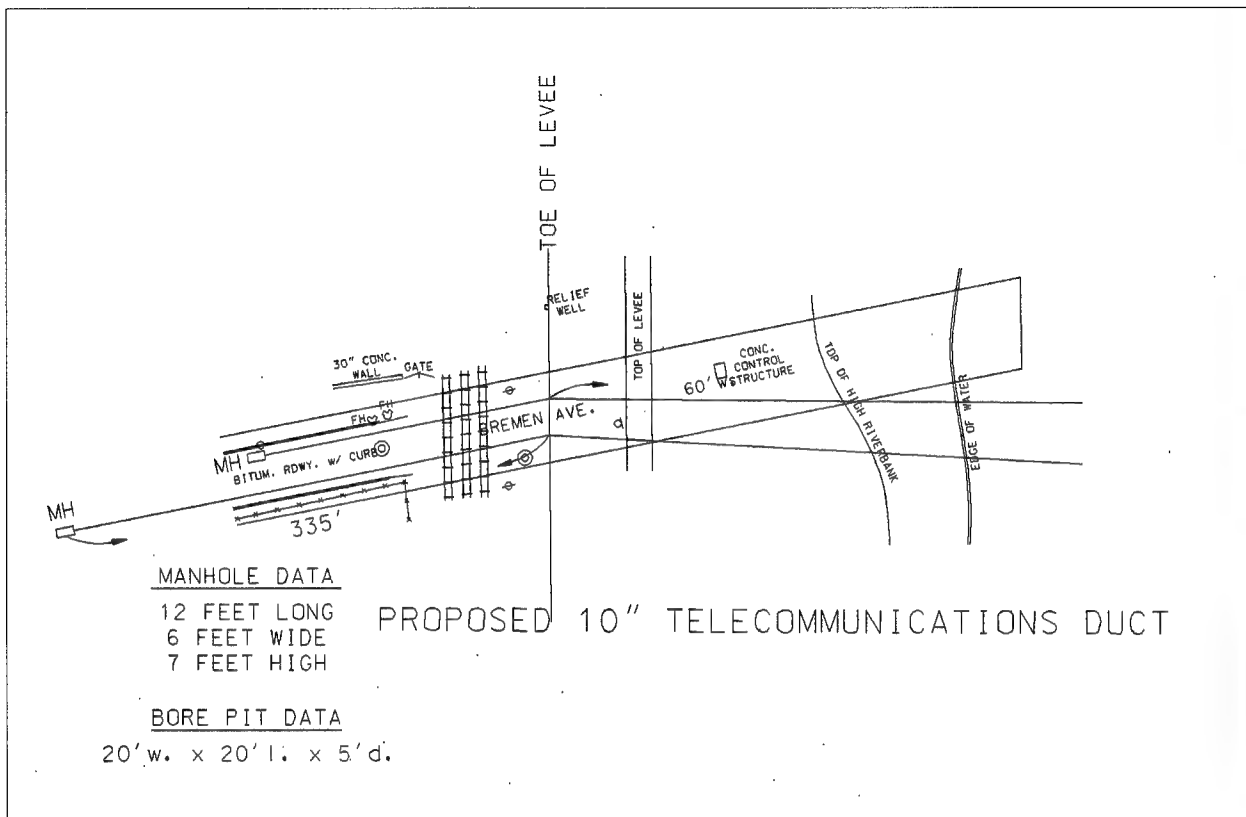 TOE OF LEVEE
RELIEF
WELL
TOP OF LEVEE
30" CONC.
WALL
GATE
CONC.
CONTROL
STRUCTURE
60' W
TOP OF HIGH RIVERBANK
EDGE OF WATER
FH
FH
BREMEN AVE.
MH
BITUM. RDWY. W/ CURB
MH
335'
MANHOLE DATA
12 FEET LONG
6 FEET WIDE
7 FEET HIGH
PROPOSED 10" TELECOMMUNICATIONS DUCT
BORE PIT DATA
20'w. x 20'l. x 5'd.